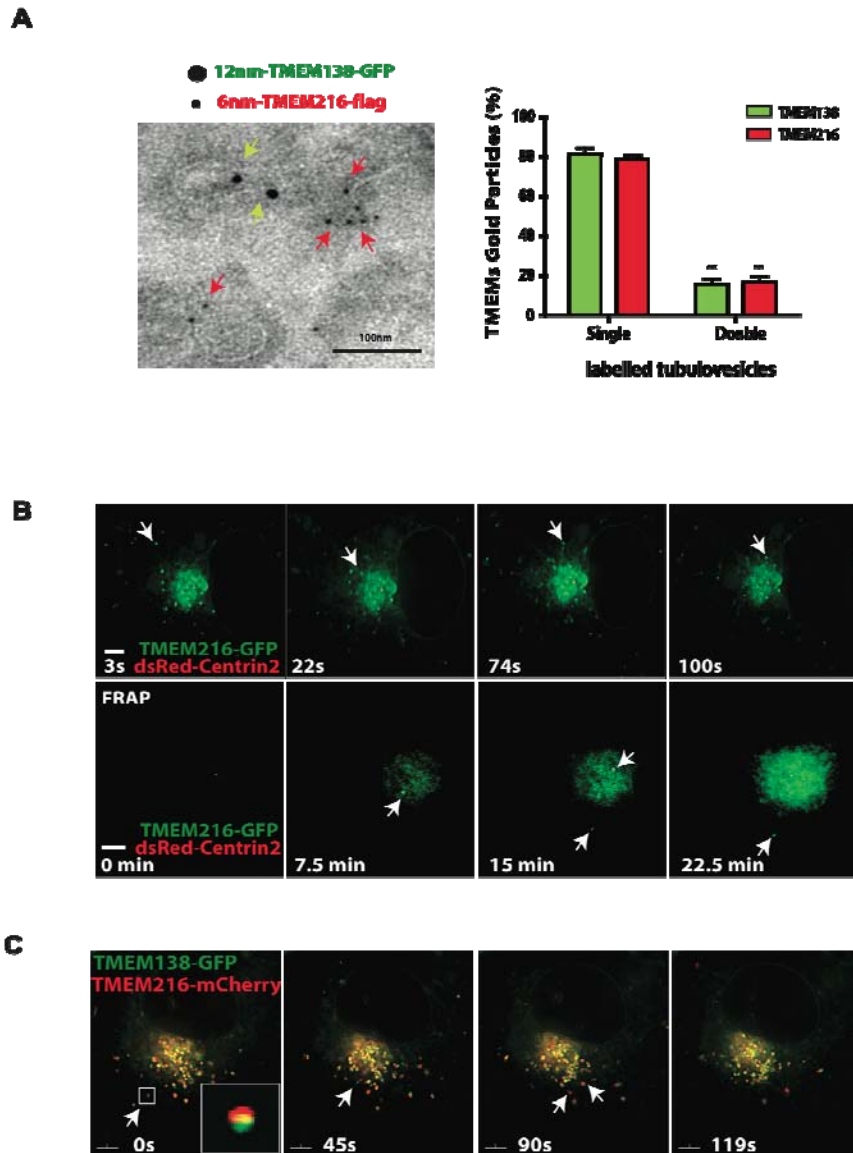 A
12nm-TMEM138-GFP
6nm-TMEM216-flag
100nm
TMEMs Gold Particles (%)
100
80
60
40
20
0
TMEM138
TMEM216
**
**
Single
Double
labelled tubulovesicles
B
TMEM216-GFP
dsRed-Centrin2
3s
22s
74s
100s
FRAP
TMEM216-GFP
dsRed-Centrin2
0 min
7.5 min
15 min
22.5 min
C
TMEM138-GFP
TMEM216-mCherry
0s
45s
90s
119s